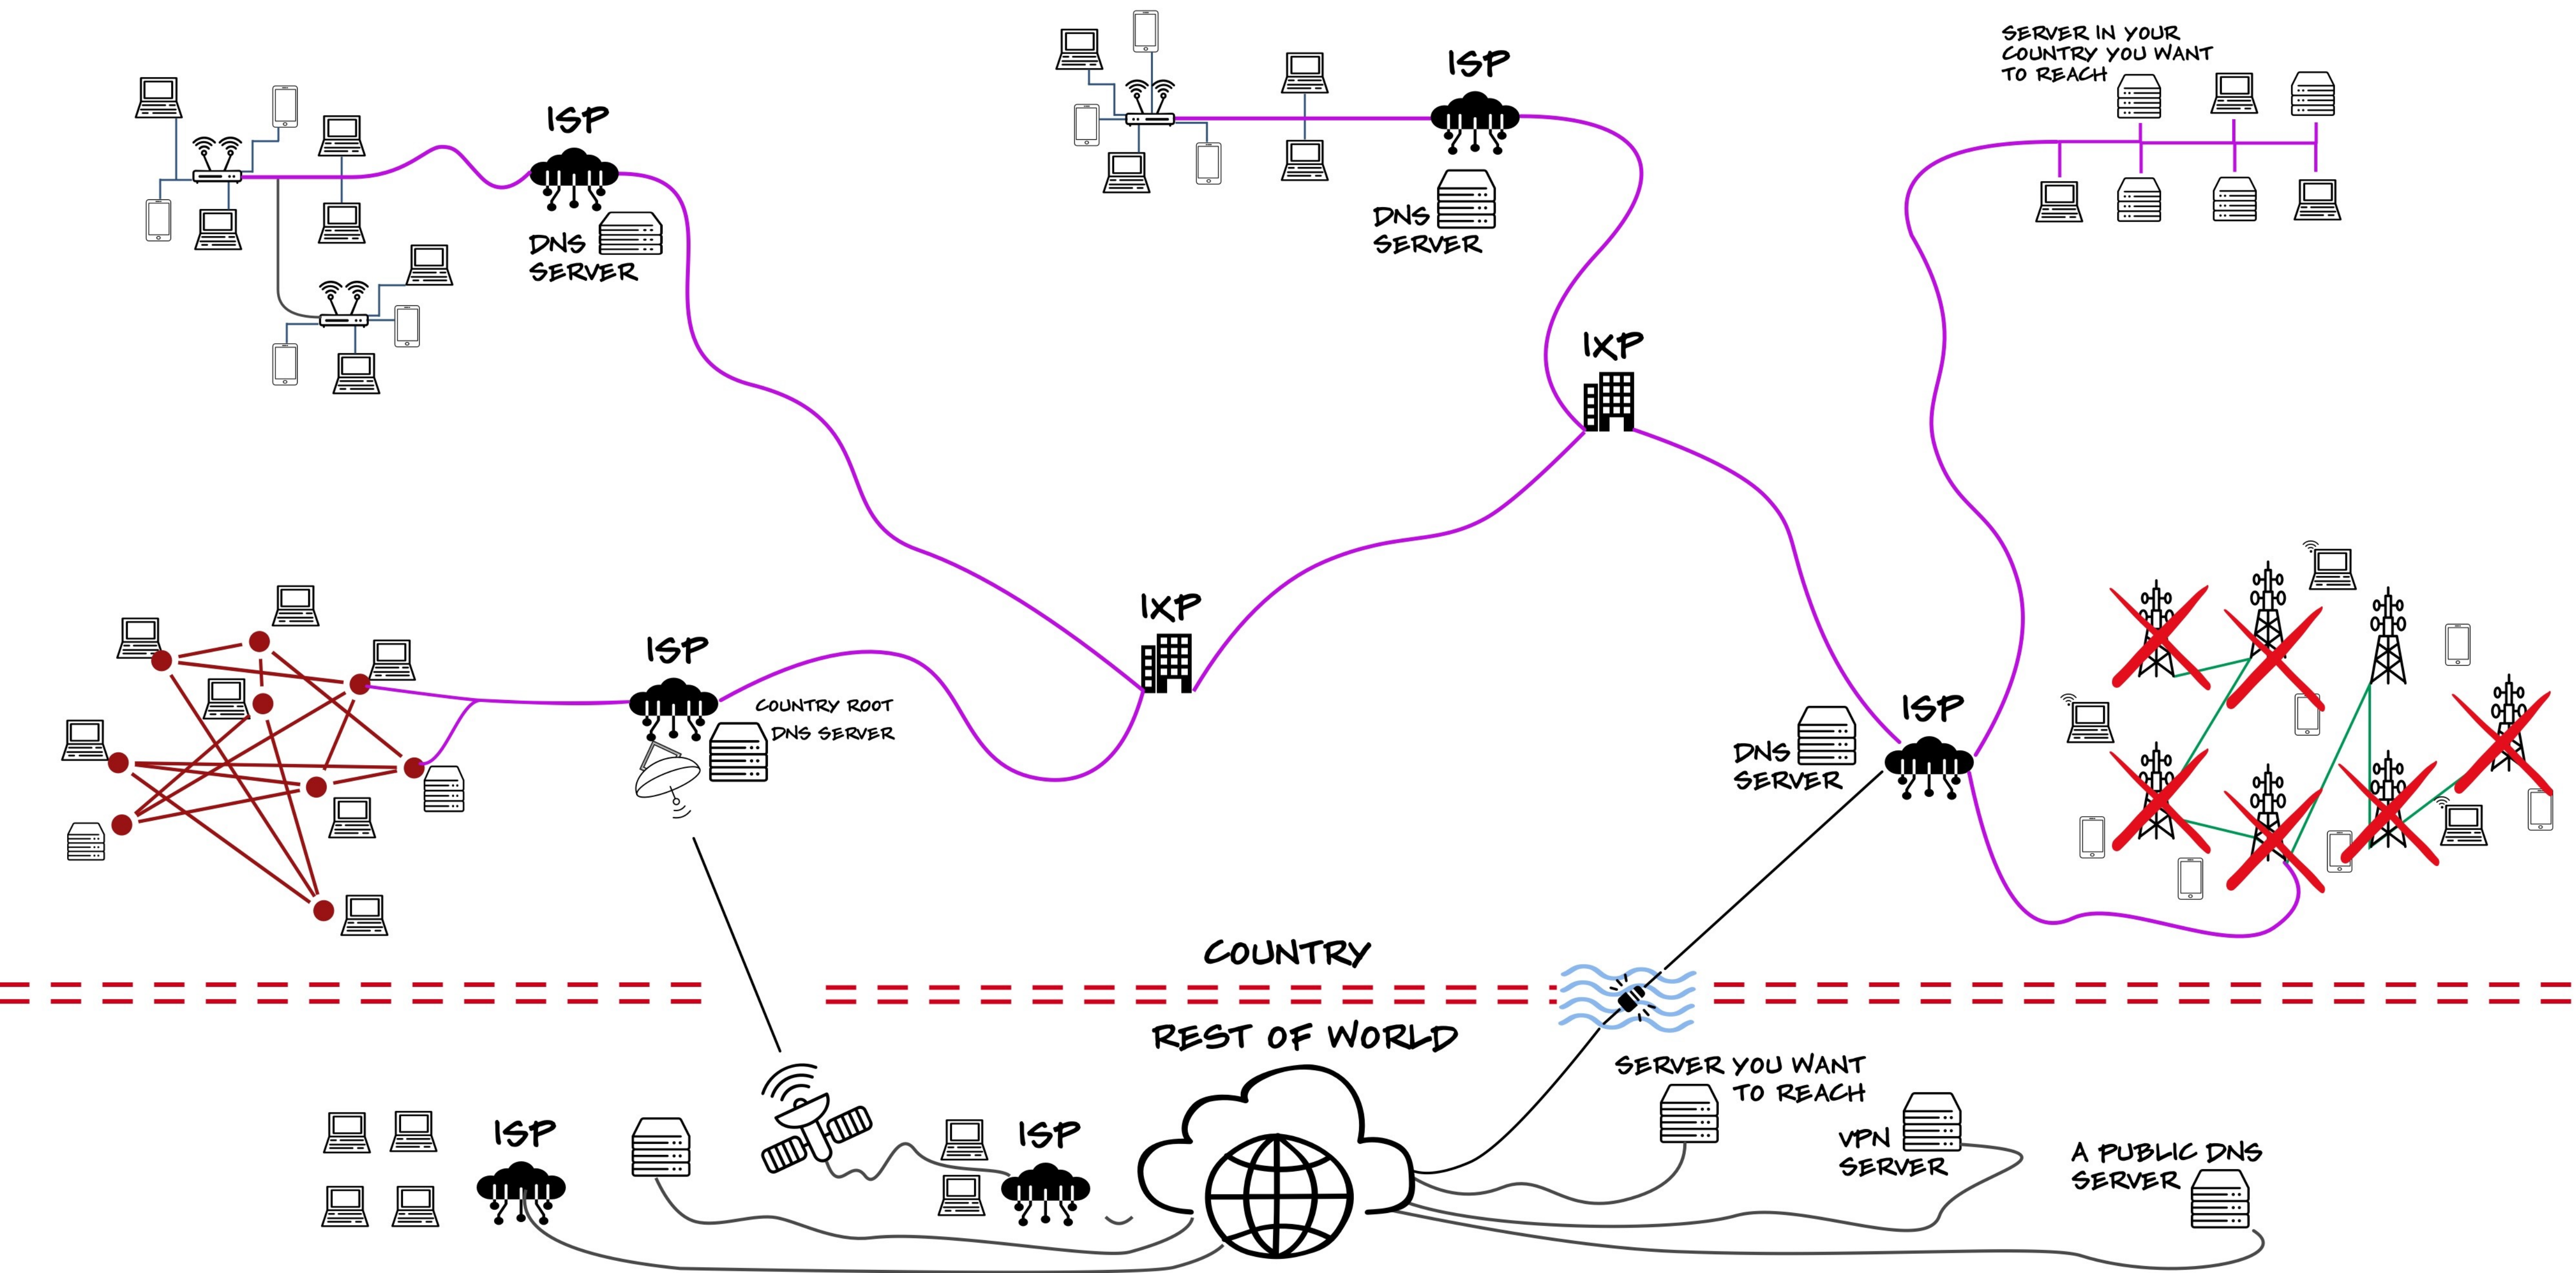 SERVER IN YOUR
COUNTRY YOU WANT
TO REACH
ISP
ISP
DNS
SERVER
DNS
SERVER
IXP
IXP
ISP
COUNTRY ROOT
DNS SERVER
ISP
DNS
SERVER
COUNTRY
REST OF WORLD
SERVER YOU WANT
TO REACH
ISP
ISP
VPN
SERVER
A PUBLIC DNS
SERVER